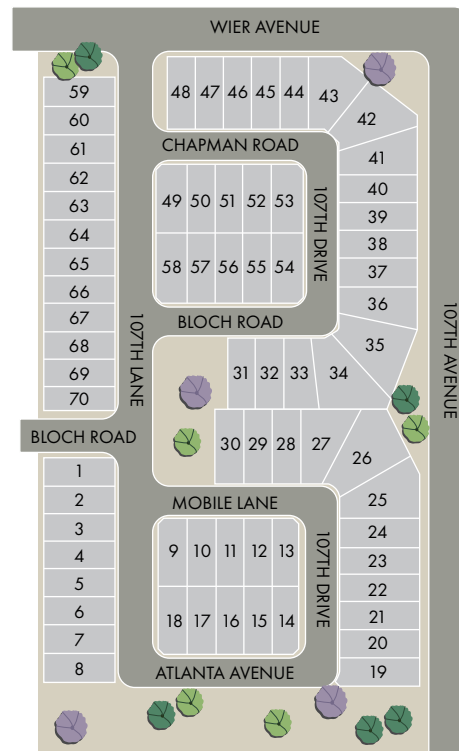 WIER AVENUE
59
60
61
62
63
64
65
66
67
68
69
70
48 47 46 45 44 43
42
41
40
39
38
37
36
35
CHAPMAN ROAD
49 50 51 52 53
58 57 56 55 54
107TH DRIVE
BLOCH ROAD
107TH LANE
107TH AVENUE
31 32 33 34
30 29 28 27 26
BLOCH ROAD
1
2
3
4
5
6
7
8
MOBILE LANE
9 10 11 12 13
18 17 16 15 14
107TH DRIVE
25
24
23
22
21
20
19
ATLANTA AVENUE